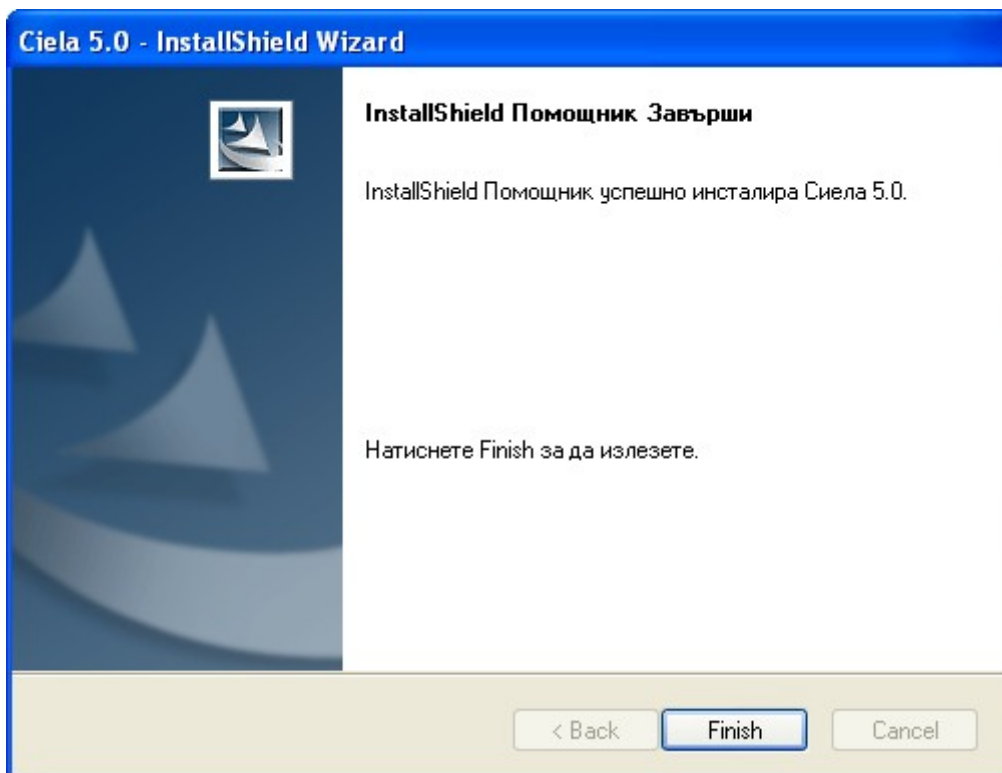 Ciela 5.0 - InstallShield Wizard
InstallShield Помощник Завърши
InstallShield Помощник успешно инсталира Сиела 5.0.
Натиснете Finish за да излезете.
< Back Finish Cancel